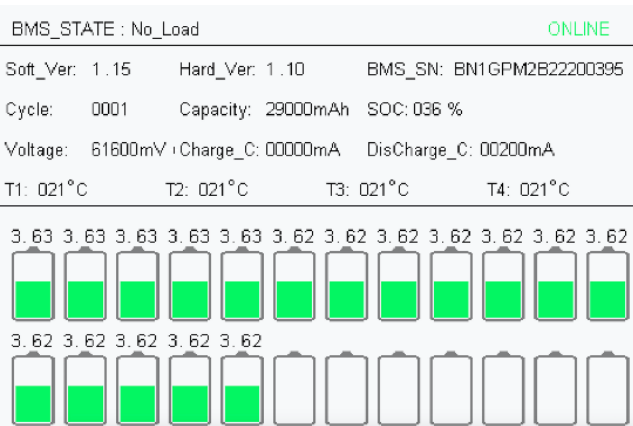 BMS_STATE : No_Load ONLINE
Soft_Ver: 1.15 Hard_Ver: 1.10 BMS_SN: BN1GPM2B22200395
Cycle: 0001 Capacity: 29000mAh SOC: 036 %
Voltage: 61600mV Charge_C: 00000mA DisCharge_C: 00200mA
T1: 021°C T2: 021°C T3: 021°C T4: 021°C
3.63 3.63 3.63 3.63 3.63 3.62 3.62 3.62 3.62 3.62 3.62 3.62
3.62 3.62 3.62 3.62 3.62